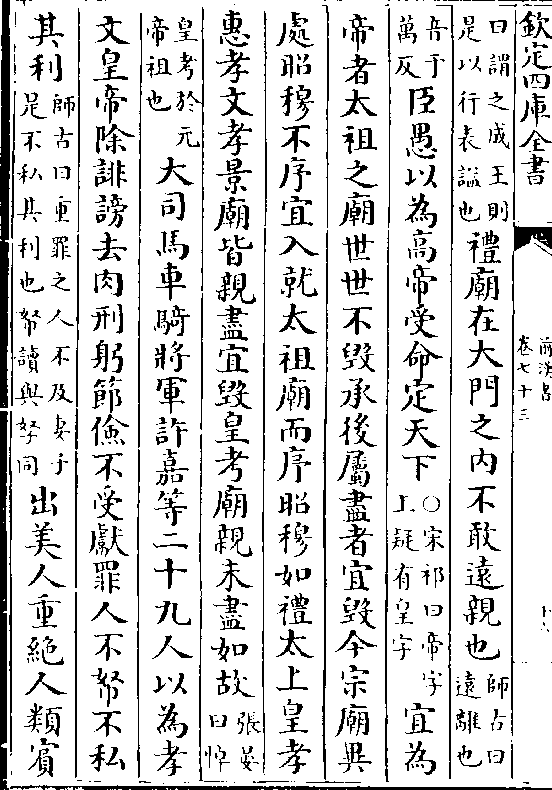 欽定四庫全書
前漢書
卷七十三
曰謂之成王則
是以行表諡也
禮廟在大門之內不敢遠親也
師古曰
遠離也
音于
萬反
臣愚以為高帝受命定天下
○宋祁曰帝字
上疑有皇字
宜為
帝者太祖之廟世世不毀承後屬盡者宜毀今宗廟異
處昭穆不序宜入就太祖廟而序昭穆如禮太上皇孝
惠孝文孝景廟皆親盡宜毀皇考廟親未盡如故
張晏
曰悼
皇考於元
帝祖也
大司馬車騎將軍許嘉等二十九人以為孝
文皇帝除誹謗去肉刑躬節儉不受獻罪人不帑不私
其利
師古曰重罪之人不及妻子
是不私其利也帑讀與孥同
出美人重絶人類賓